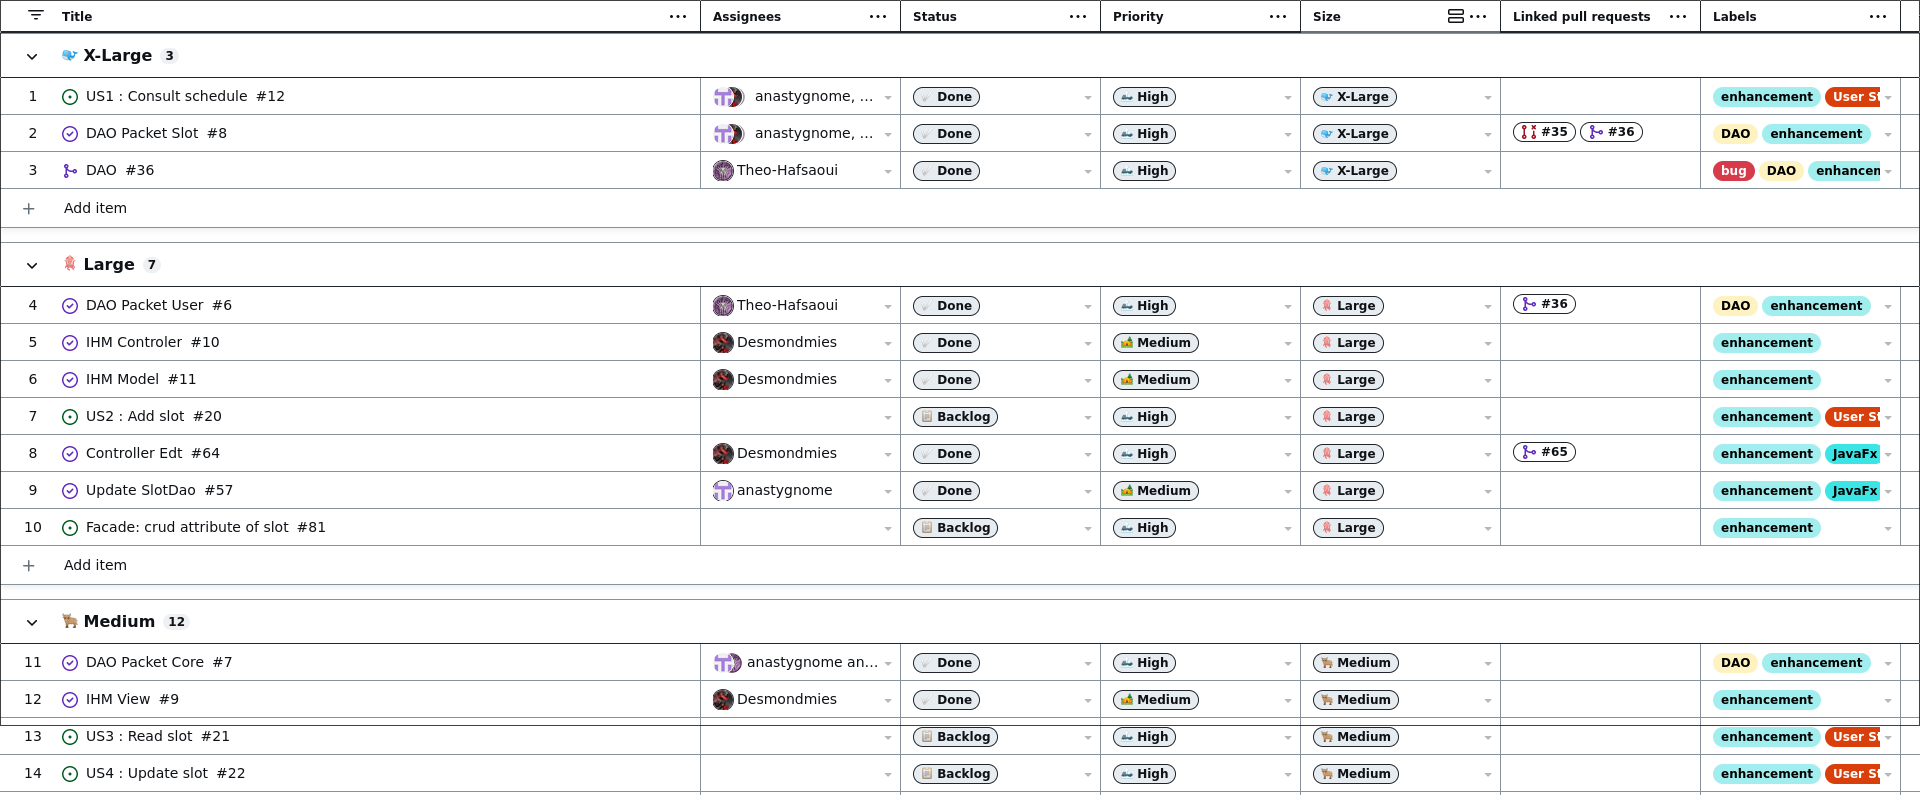 Title Assignees Status Priority Size Linked pull requests Labels
X-Large 3
1 US1 : Consult schedule #12 anastygnome, ... Done High X-Large enhancement User St
2 DAO Packet Slot #8 anastygnome, ... Done High X-Large #35 #36 DAO enhancement
3 DAO #36 Theo-Hafsaoui Done High X-Large bug DAO enhancem
+ Add item
Large 7
4 DAO Packet User #6 Theo-Hafsaoui Done High Large #36 DAO enhancement
5 IHM Controler #10 Desmondmies Done Medium Large enhancement
6 IHM Model #11 Desmondmies Done Medium Large enhancement
7 US2 : Add slot #20 Backlog High Large enhancement User St
8 Controller Edt #64 Desmondmies Done High Large #65 enhancement JavaFx
9 Update SlotDao #57 anastygnome Done Medium Large enhancement JavaFx
10 Facade: crud attribute of slot #81 Backlog High Large enhancement
+ Add item
Medium 12
11 DAO Packet Core #7 anastygnome an... Done High Medium DAO enhancement
12 IHM View #9 Desmondmies Done Medium Medium enhancement
13 US3 : Read slot #21 Backlog High Medium enhancement User St
14 US4 : Update slot #22 Backlog High Medium enhancement User St